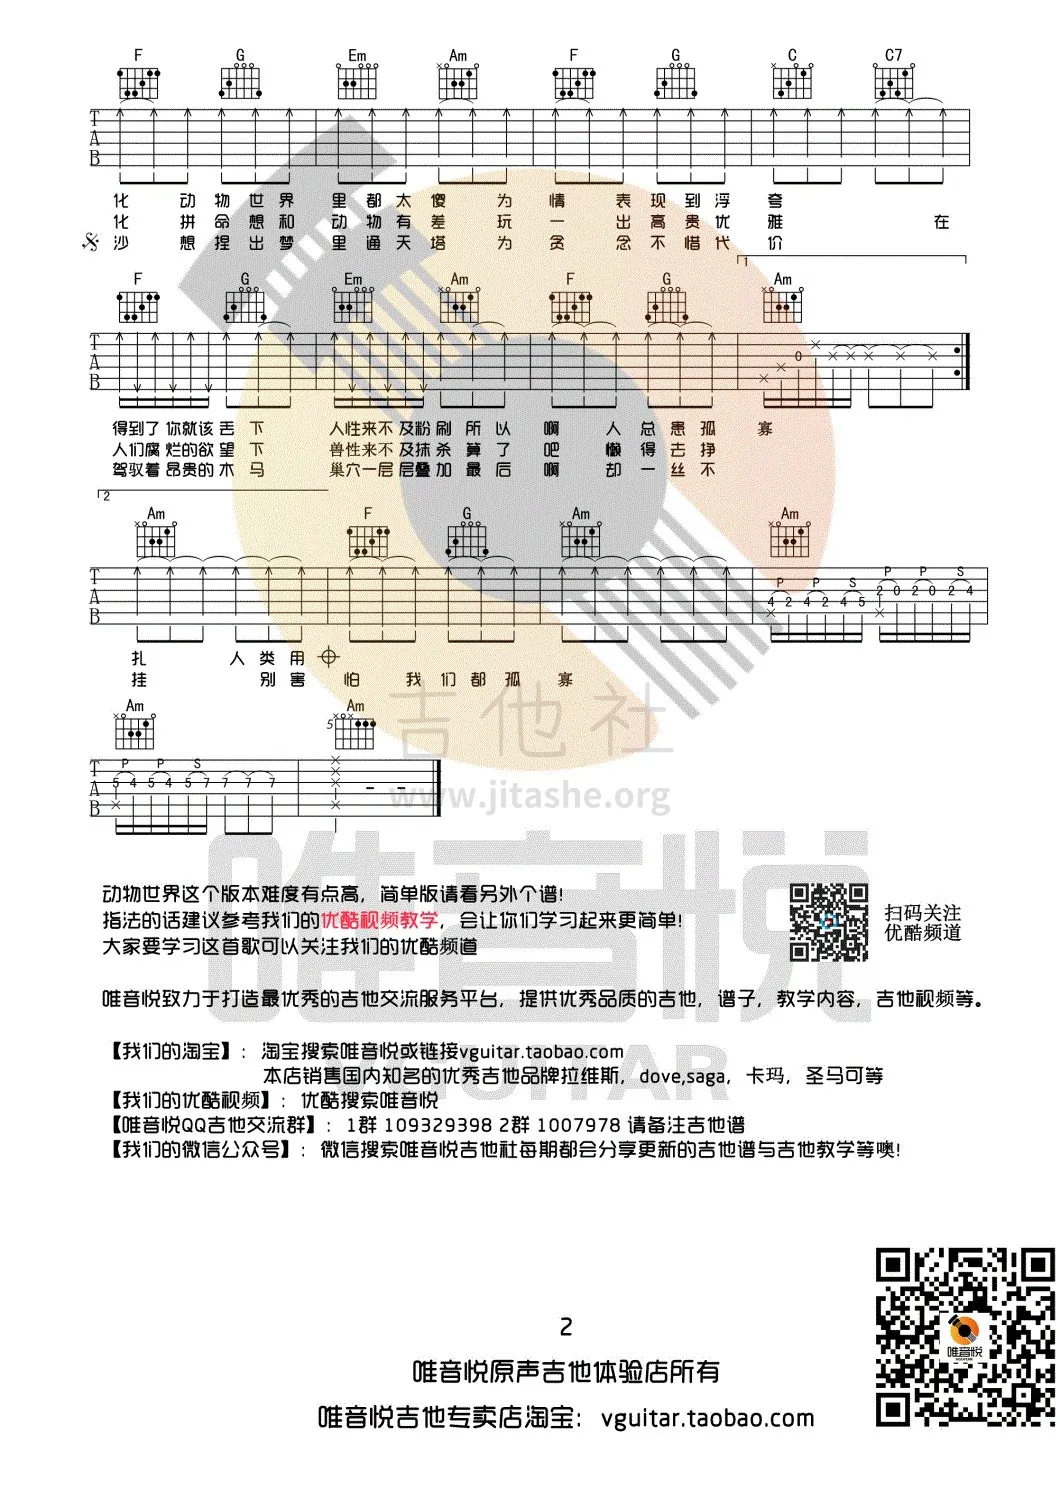 F G Em Am F G C C7
T A B
化 动 物 世 界 里 都 太 傻 为 情 表 现 到 浮 夸
化 拼 命 想 和 动 物 有 差 玩 一 出 高 贵 优 雅 在
沙 想 捏 出 梦 里 通 天 塔 为 贪 念 不 惜 代 价
1
F G Em Am F G Am
T A B 0
得到了你就该丢下 人性来不及粉刷所以 啊 人总患孤 寡
人们腐烂的欲望下 兽性来不及抹杀算了 吧 懒得去挣
驾驭着昂贵的木马 巢穴一层层叠加最后 啊 却一丝不
2
Am F G Am Am
P P S P P S
T A B 4 2 4 2 4 5 2 0 2 0 2 4
扎 人 类 用
挂 别 害 怕 我 们 都 孤 寡
吉他社
Am 5 Am
P P S
T A B 5 4 5 4 5 7 7 7 7 - -
www.jitashe.org
唯音悦
VGUITAR
动物世界这个版本难度有点高，简单版请看另外个谱！
指法的话建议参考我们的优酷视频教学，会让你们学习起来更简单！
大家要学习这首歌可以关注我们的优酷频道
扫码关注
优酷频道
唯音悦致力于打造最优秀的吉他交流服务平台，提供优秀品质的吉他，谱子，教学内容，吉他视频等。
【我们的淘宝】：淘宝搜索唯音悦或链接vguitar.taobao.com
本店销售国内知名的优秀吉他品牌拉维斯，dove,saga，卡玛，圣马可等
【我们的优酷视频】：优酷搜索唯音悦
【唯音悦QQ吉他交流群】：1群 109329398 2群 1007978 请备注吉他谱
【我们的微信公众号】：微信搜索唯音悦吉他社每期都会分享更新的吉他谱与吉他教学等噢！
唯音悦
VGUITAR
2
唯音悦原声吉他体验店所有
唯音悦吉他专卖店淘宝：vguitar.taobao.com